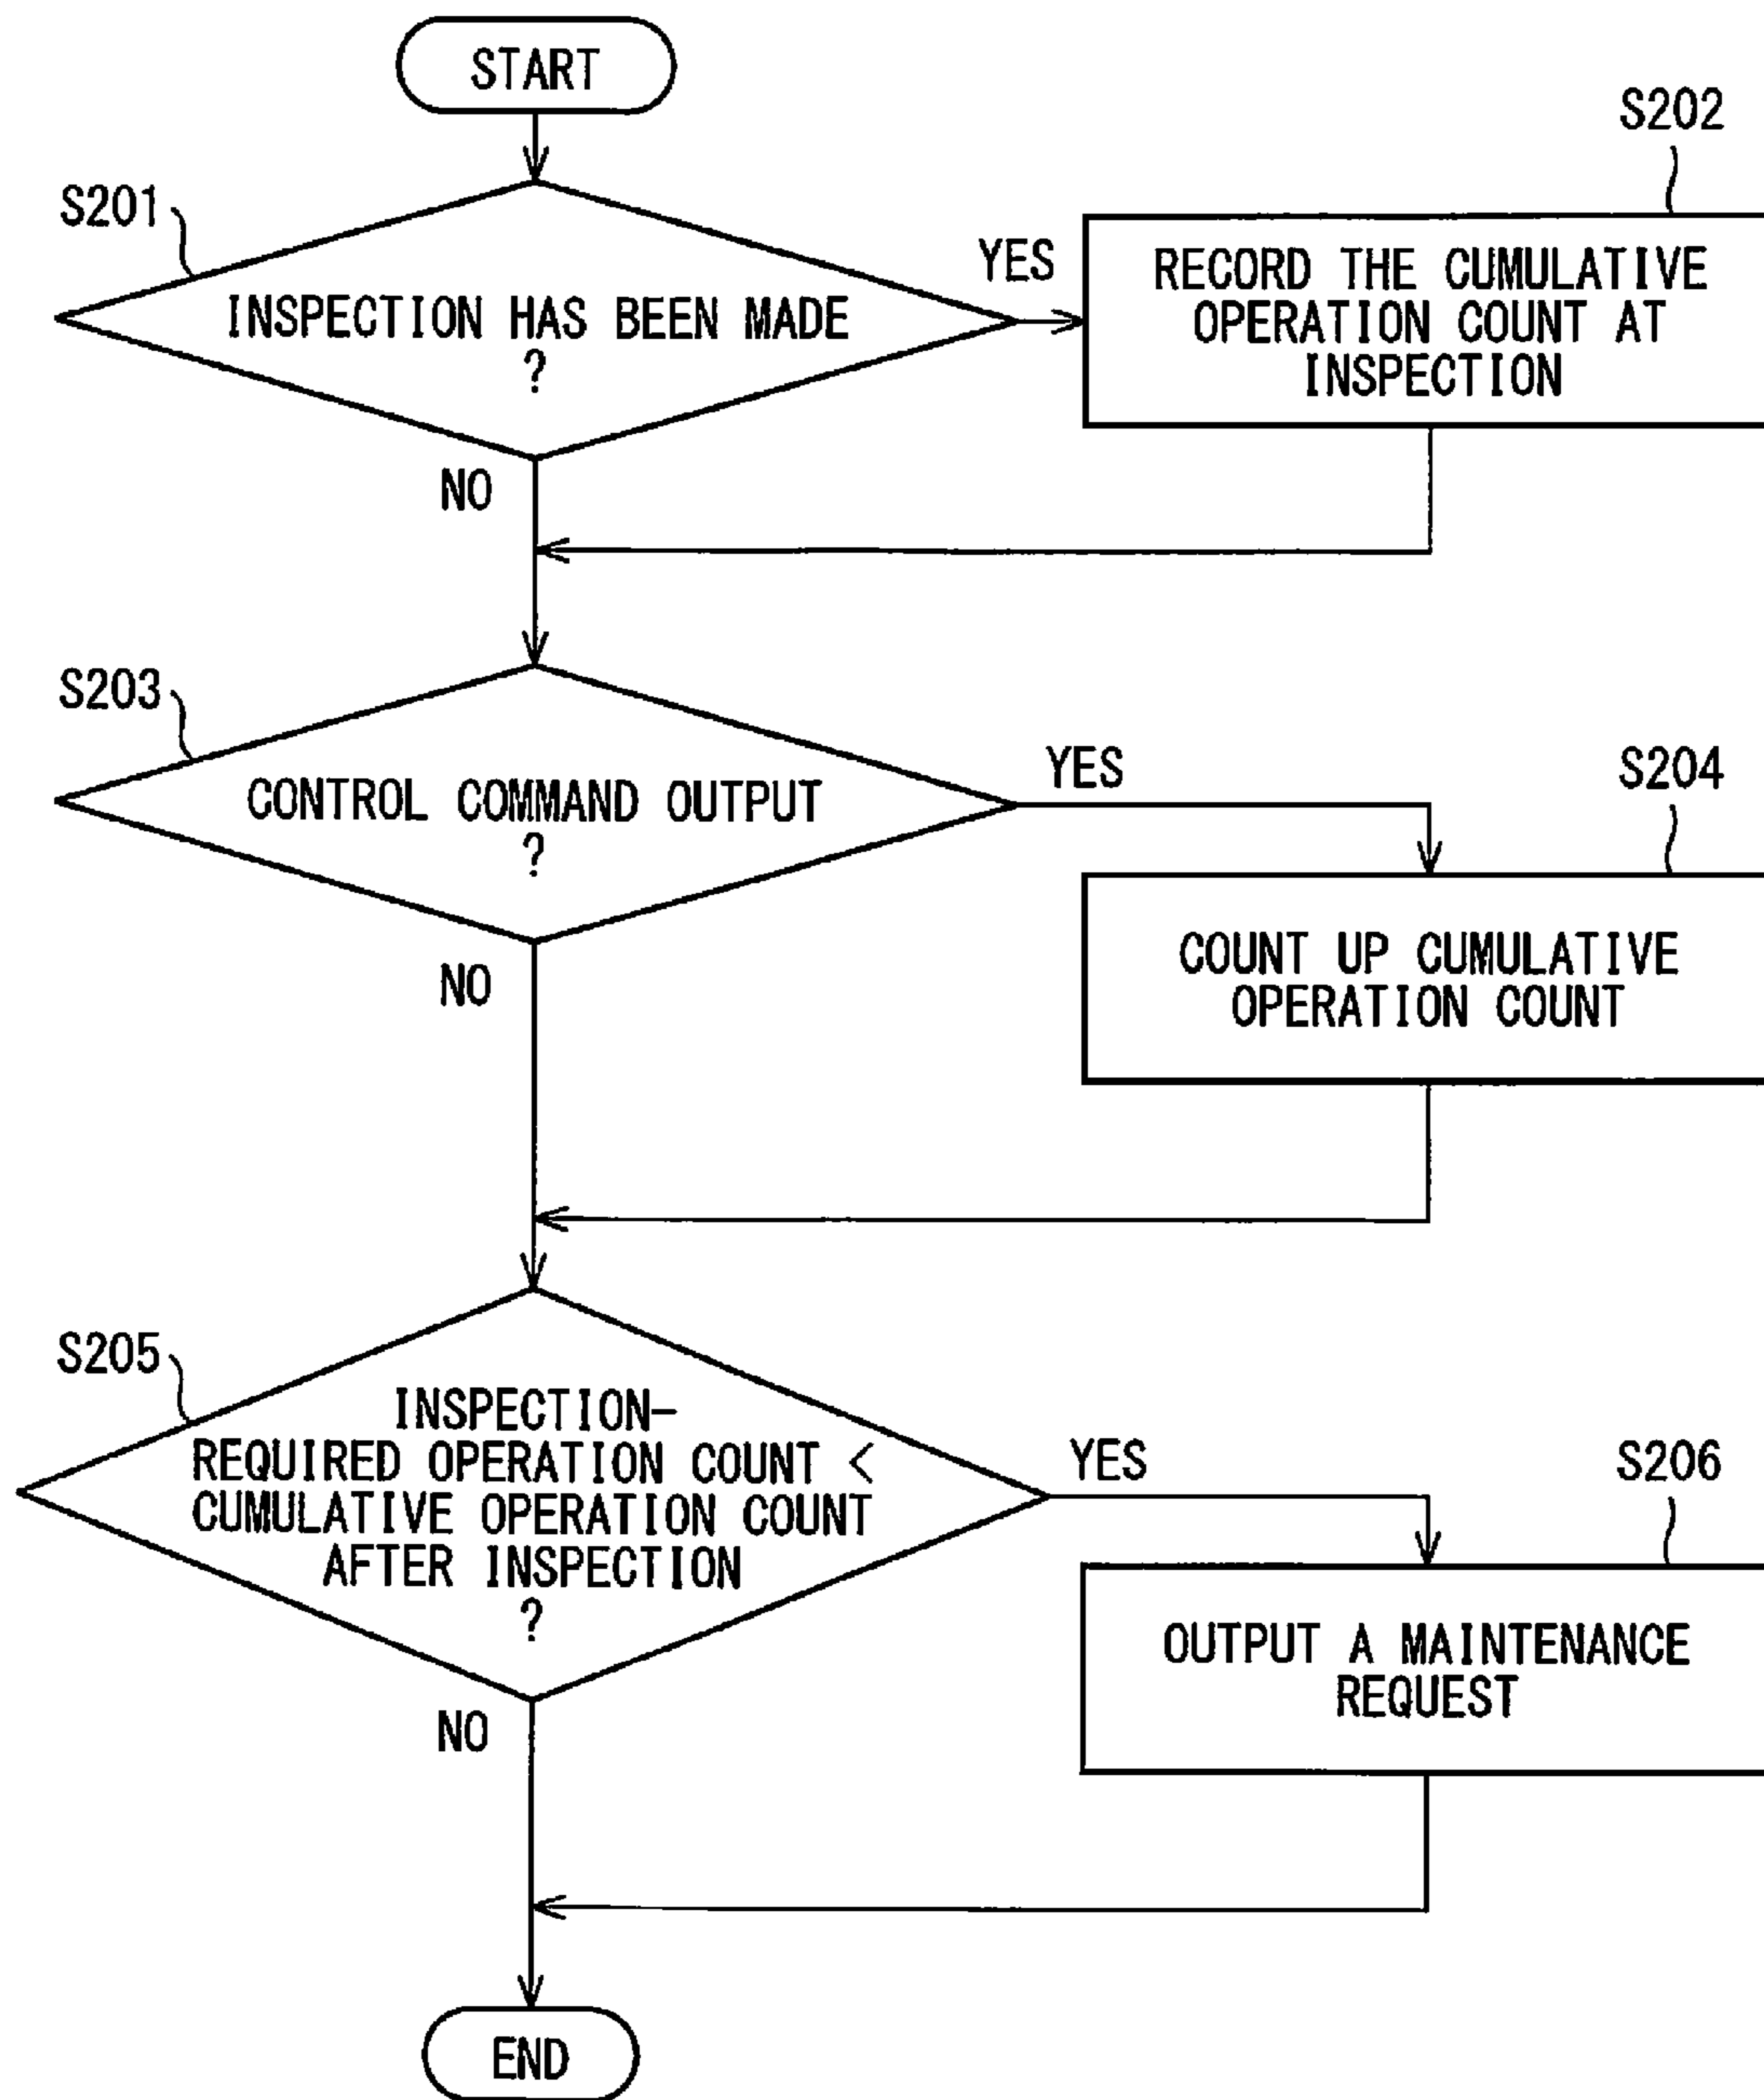 START
S201
INSPECTION HAS BEEN MADE
?
YES
S202
RECORD THE CUMULATIVE
OPERATION COUNT AT
INSPECTION
NO
S203
CONTROL COMMAND OUTPUT
?
YES
S204
COUNT UP CUMULATIVE
OPERATION COUNT
NO
S205
INSPECTION-
REQUIRED OPERATION COUNT <
CUMULATIVE OPERATION COUNT
AFTER INSPECTION
?
YES
S206
OUTPUT A MAINTENANCE
REQUEST
NO
END